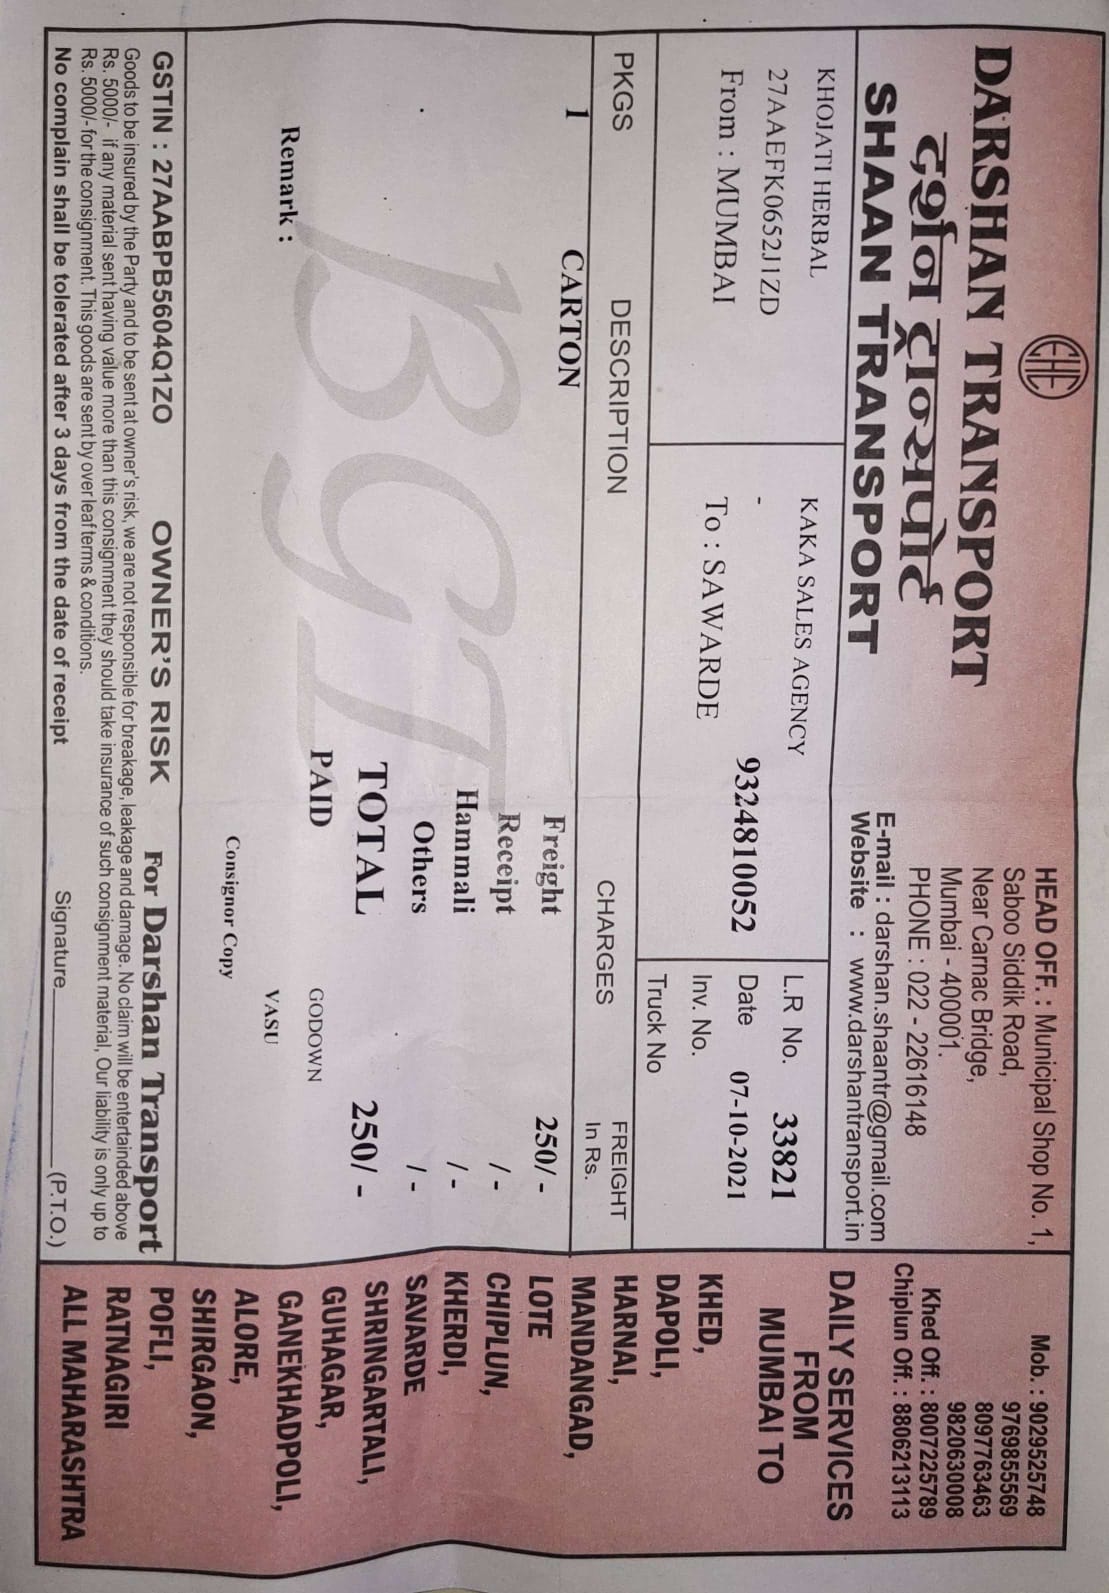 DARSHAN TRANSPORT
दर्शन ट्रान्सपोर्ट
SHAAN TRANSPORT
HEAD OFF. : Municipal Shop No. 1,
Saboo Siddik Road,
Near Carnac Bridge,
Mumbai - 400001.
PHONE : 022 - 22616148
E-mail : darshan.shaantr@gmail.com
Website : www.darshantransport.in
Mob. : 9029525748
9769855569
8097763463
9820630008
Khed Off. : 8007225789
Chiplun Off. : 8806213113
KHOJATI HERBAL
27AAEFK0652J1ZD
From : MUMBAI
KAKA SALES AGENCY
- 9324810052
To : SAWARDE
L.R No. 33821
Date 07-10-2021
Inv. No.
Truck No
PKGS DESCRIPTION CHARGES FREIGHT In Rs.
1 CARTON Freight 250/-
Receipt /-
Hammali /-
Others /-
TOTAL 250/-
PAID GODOWN
Remark : VASU
Consignor Copy
BGT
DAILY SERVICES
FROM
MUMBAI TO
KHED,
DAPOLI,
HARNAI,
MANDANGAD,
LOTE
CHIPLUN,
KHERDI,
SAVARDE
SHRINGARTALI,
GUHAGAR,
GANEKHADPOLI,
ALORE,
SHIRGAON,
POFLI,
RATNAGIRI
ALL MAHARASHTRA
GSTIN : 27AABPB5604Q1ZO OWNER'S RISK For Darshan Transport
Goods to be insured by the Party and to be sent at owner's risk, we are not responsible for breakage, leakage and damage. No claim will be entertainded above
Rs. 5000/- if any material sent having value more than this consignment they should take insurance of such consignment material, Our liability is only up to
Rs. 5000/- for the consignment. This goods are sent by over leaf terms & conditions.
No complain shall be tolerated after 3 days from the date of receipt Signature (P.T.O.)